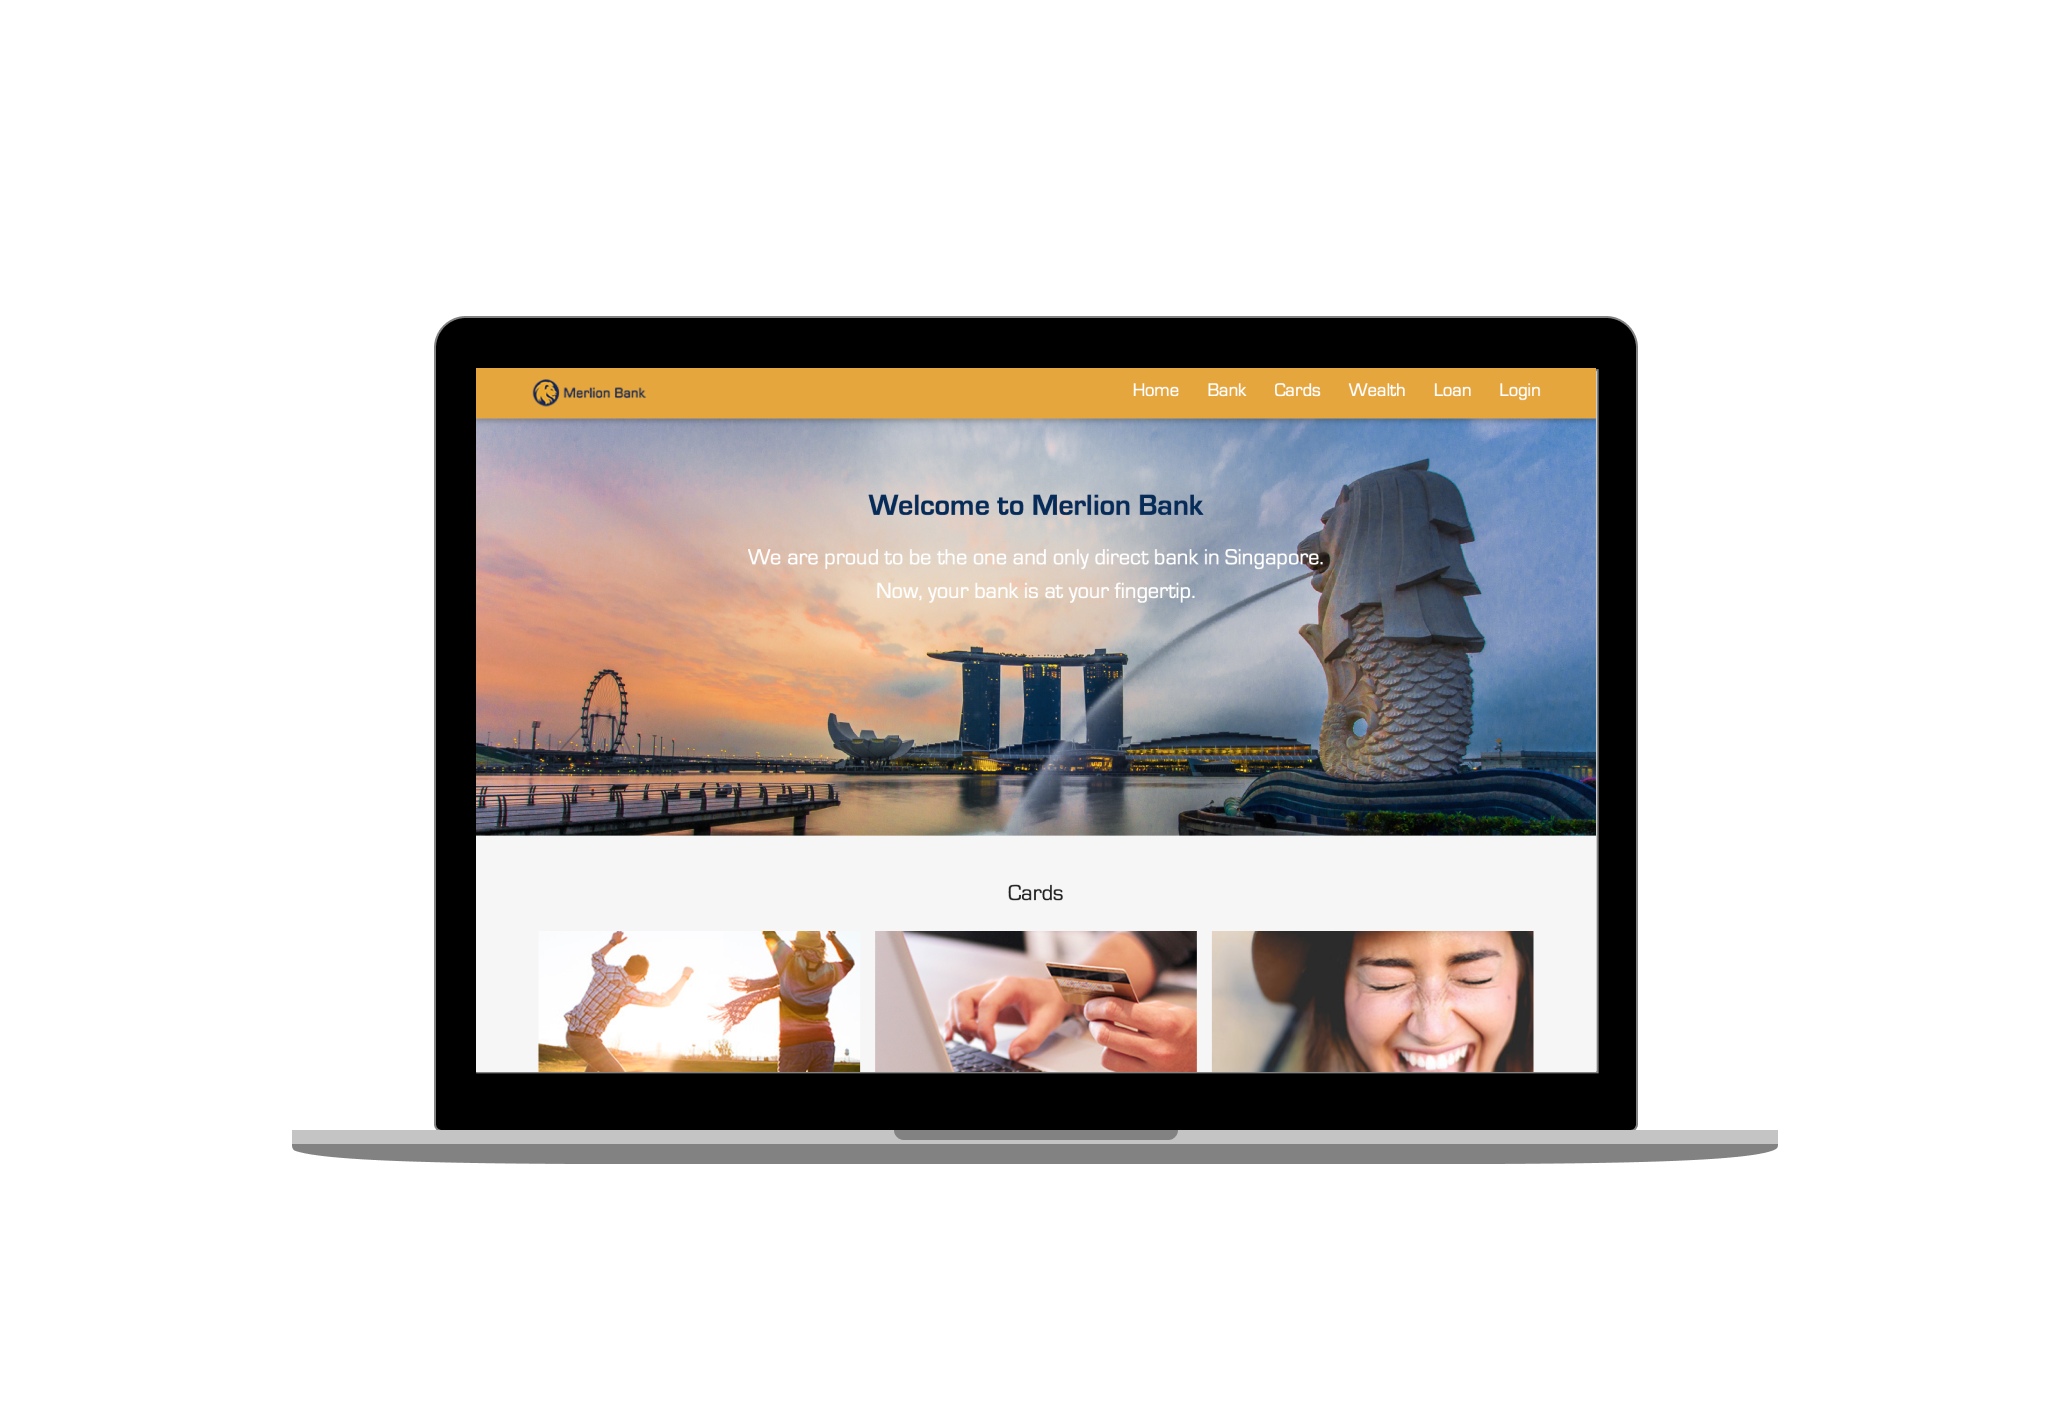 Merlion Bank
Home Bank Cards Wealth Loan Login
Welcome to Merlion Bank
We are proud to be the one and only direct bank in Singapore.
Now, your bank is at your fingertip.
Cards